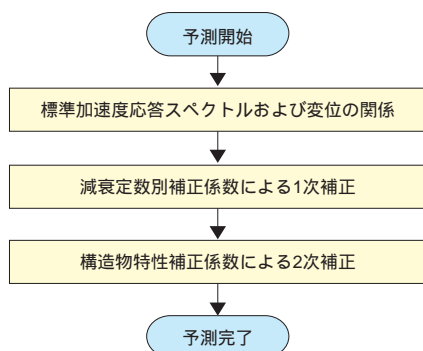 予測開始
標準加速度応答スペクトルおよび変位の関係
減衰定数別補正係数による1次補正
構造物特性補正係数による2次補正
予測完了